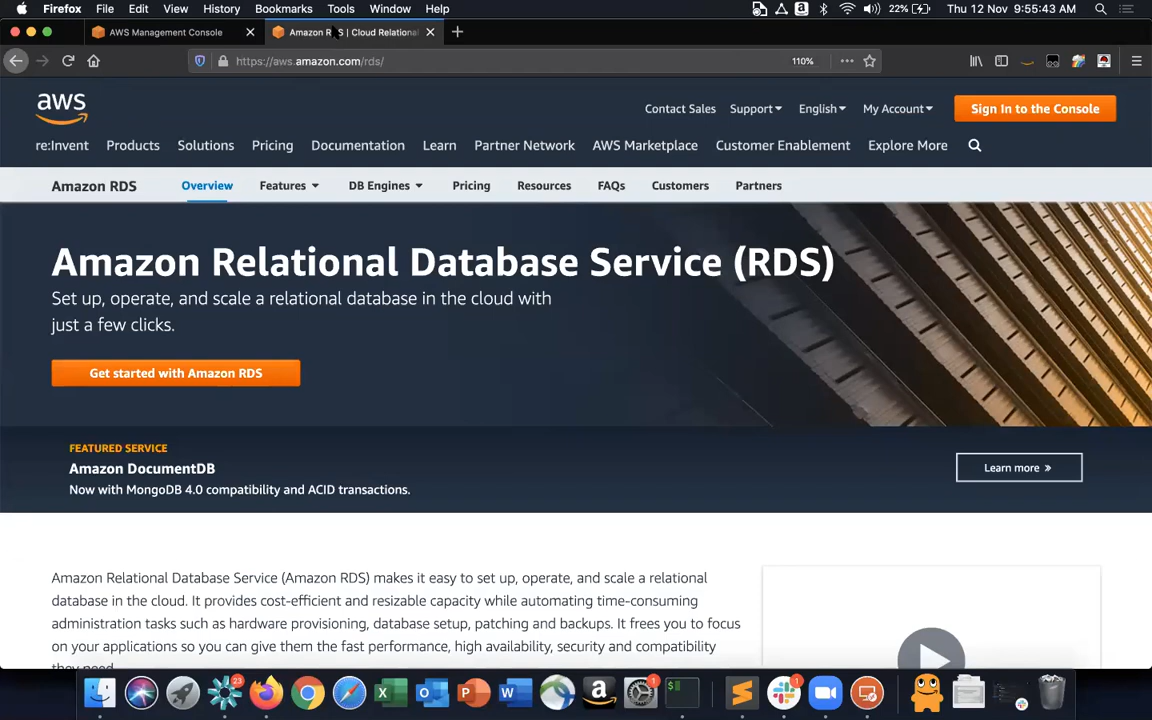 Firefox File Edit View History Bookmarks Tools Window Help 22% Thu 12 Nov 9:55:43 AM
AWS Management Console Amazon R S | Cloud Relational
https://aws.amazon.com/rds/ 110%
aws Contact Sales Support English My Account Sign In to the Console
re:Invent Products Solutions Pricing Documentation Learn Partner Network AWS Marketplace Customer Enablement Explore More
Amazon RDS Overview Features DB Engines Pricing Resources FAQs Customers Partners
Amazon Relational Database Service (RDS)
Set up, operate, and scale a relational database in the cloud with
just a few clicks.
Get started with Amazon RDS
FEATURED SERVICE
Amazon DocumentDB
Now with MongoDB 4.0 compatibility and ACID transactions.
Learn more »
Amazon Relational Database Service (Amazon RDS) makes it easy to set up, operate, and scale a relational
database in the cloud. It provides cost-efficient and resizable capacity while automating time-consuming
administration tasks such as hardware provisioning, database setup, patching and backups. It frees you to focus
on your applications so you can give them the fast performance, high availability, security and compatibility
they need.
23 1